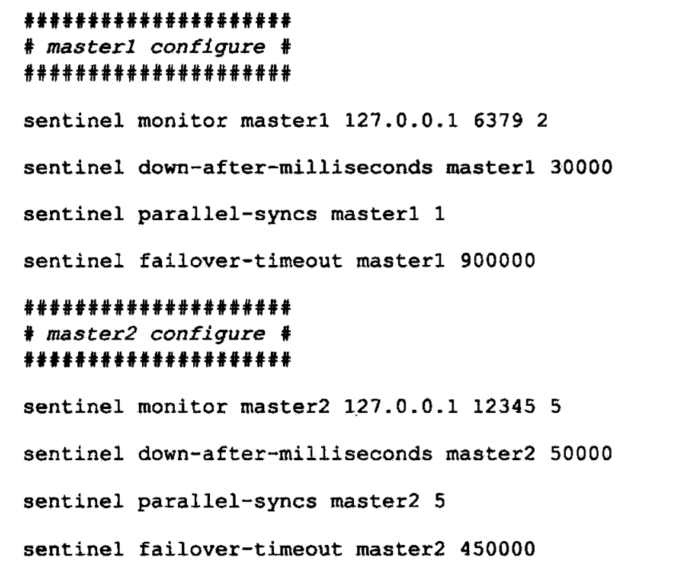 #####################
# master1 configure #
#####################
sentinel monitor master1 127.0.0.1 6379 2
sentinel down-after-milliseconds master1 30000
sentinel parallel-syncs master1 1
sentinel failover-timeout master1 900000
#####################
# master2 configure #
#####################
sentinel monitor master2 127.0.0.1 12345 5
sentinel down-after-milliseconds master2 50000
sentinel parallel-syncs master2 5
sentinel failover-timeout master2 450000